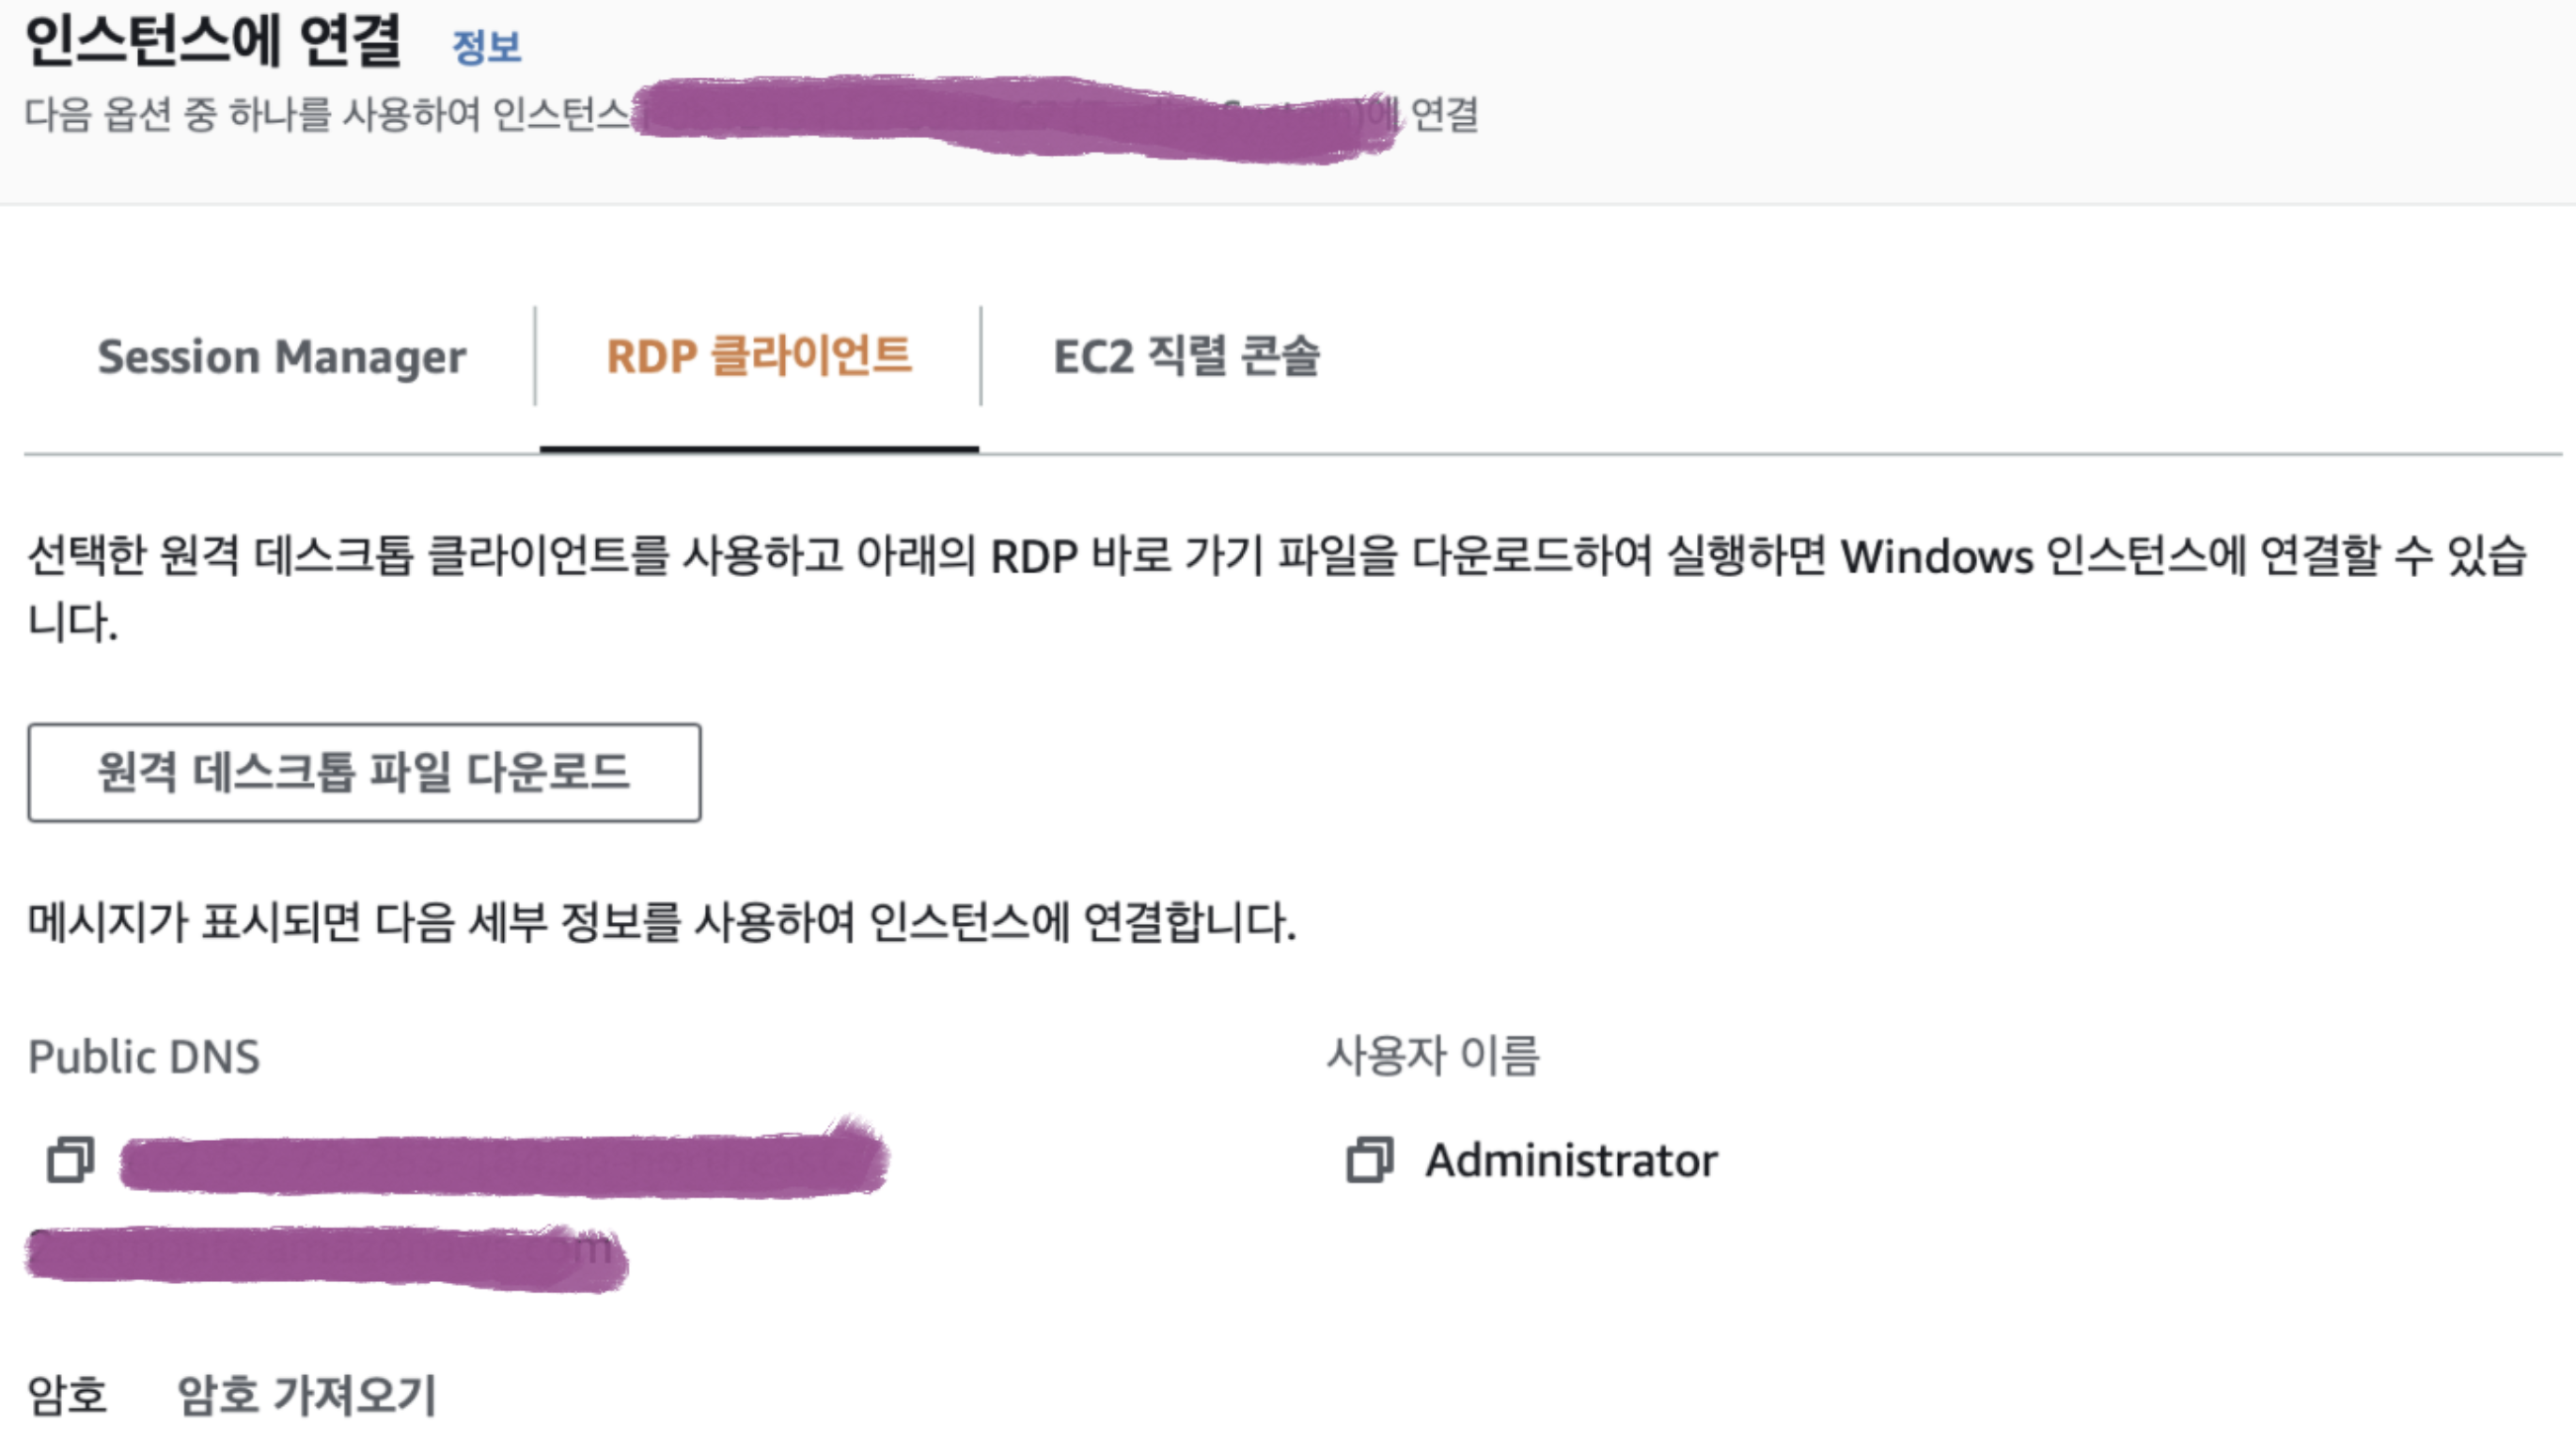 인스턴스에 연결 정보
다음 옵션 중 하나를 사용하여 인스턴스 에 연결
Session Manager
RDP 클라이언트
EC2 직렬 콘솔
선택한 원격 데스크톱 클라이언트를 사용하고 아래의 RDP 바로 가기 파일을 다운로드하여 실행하면 Windows 인스턴스에 연결할 수 있습
니다.
원격 데스크톱 파일 다운로드
메시지가 표시되면 다음 세부 정보를 사용하여 인스턴스에 연결합니다.
Public DNS
사용자 이름
Administrator
암호 암호 가져오기